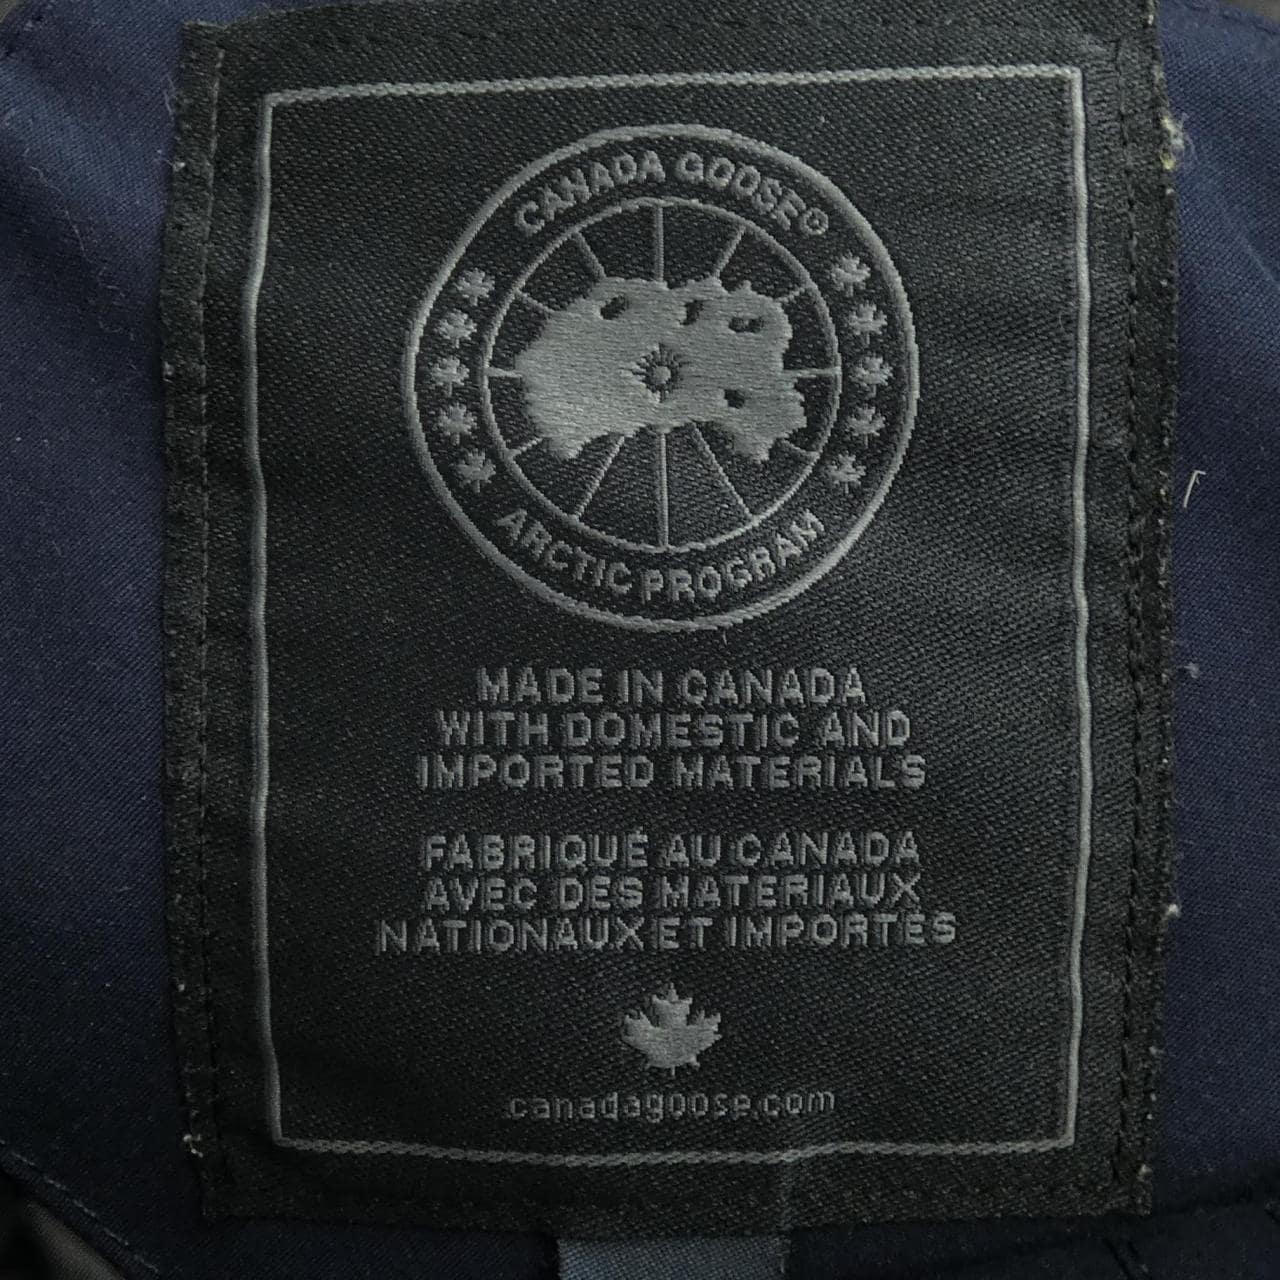 CANADA GOOSE®
ARCTIC PROGRAM
MADE IN CANADA
WITH DOMESTIC AND
IMPORTED MATERIALS
FABRIQUÉ AU CANADA
AVEC DES MATERIAUX
NATIONAUX ET IMPORTÉS
canadagoose.com